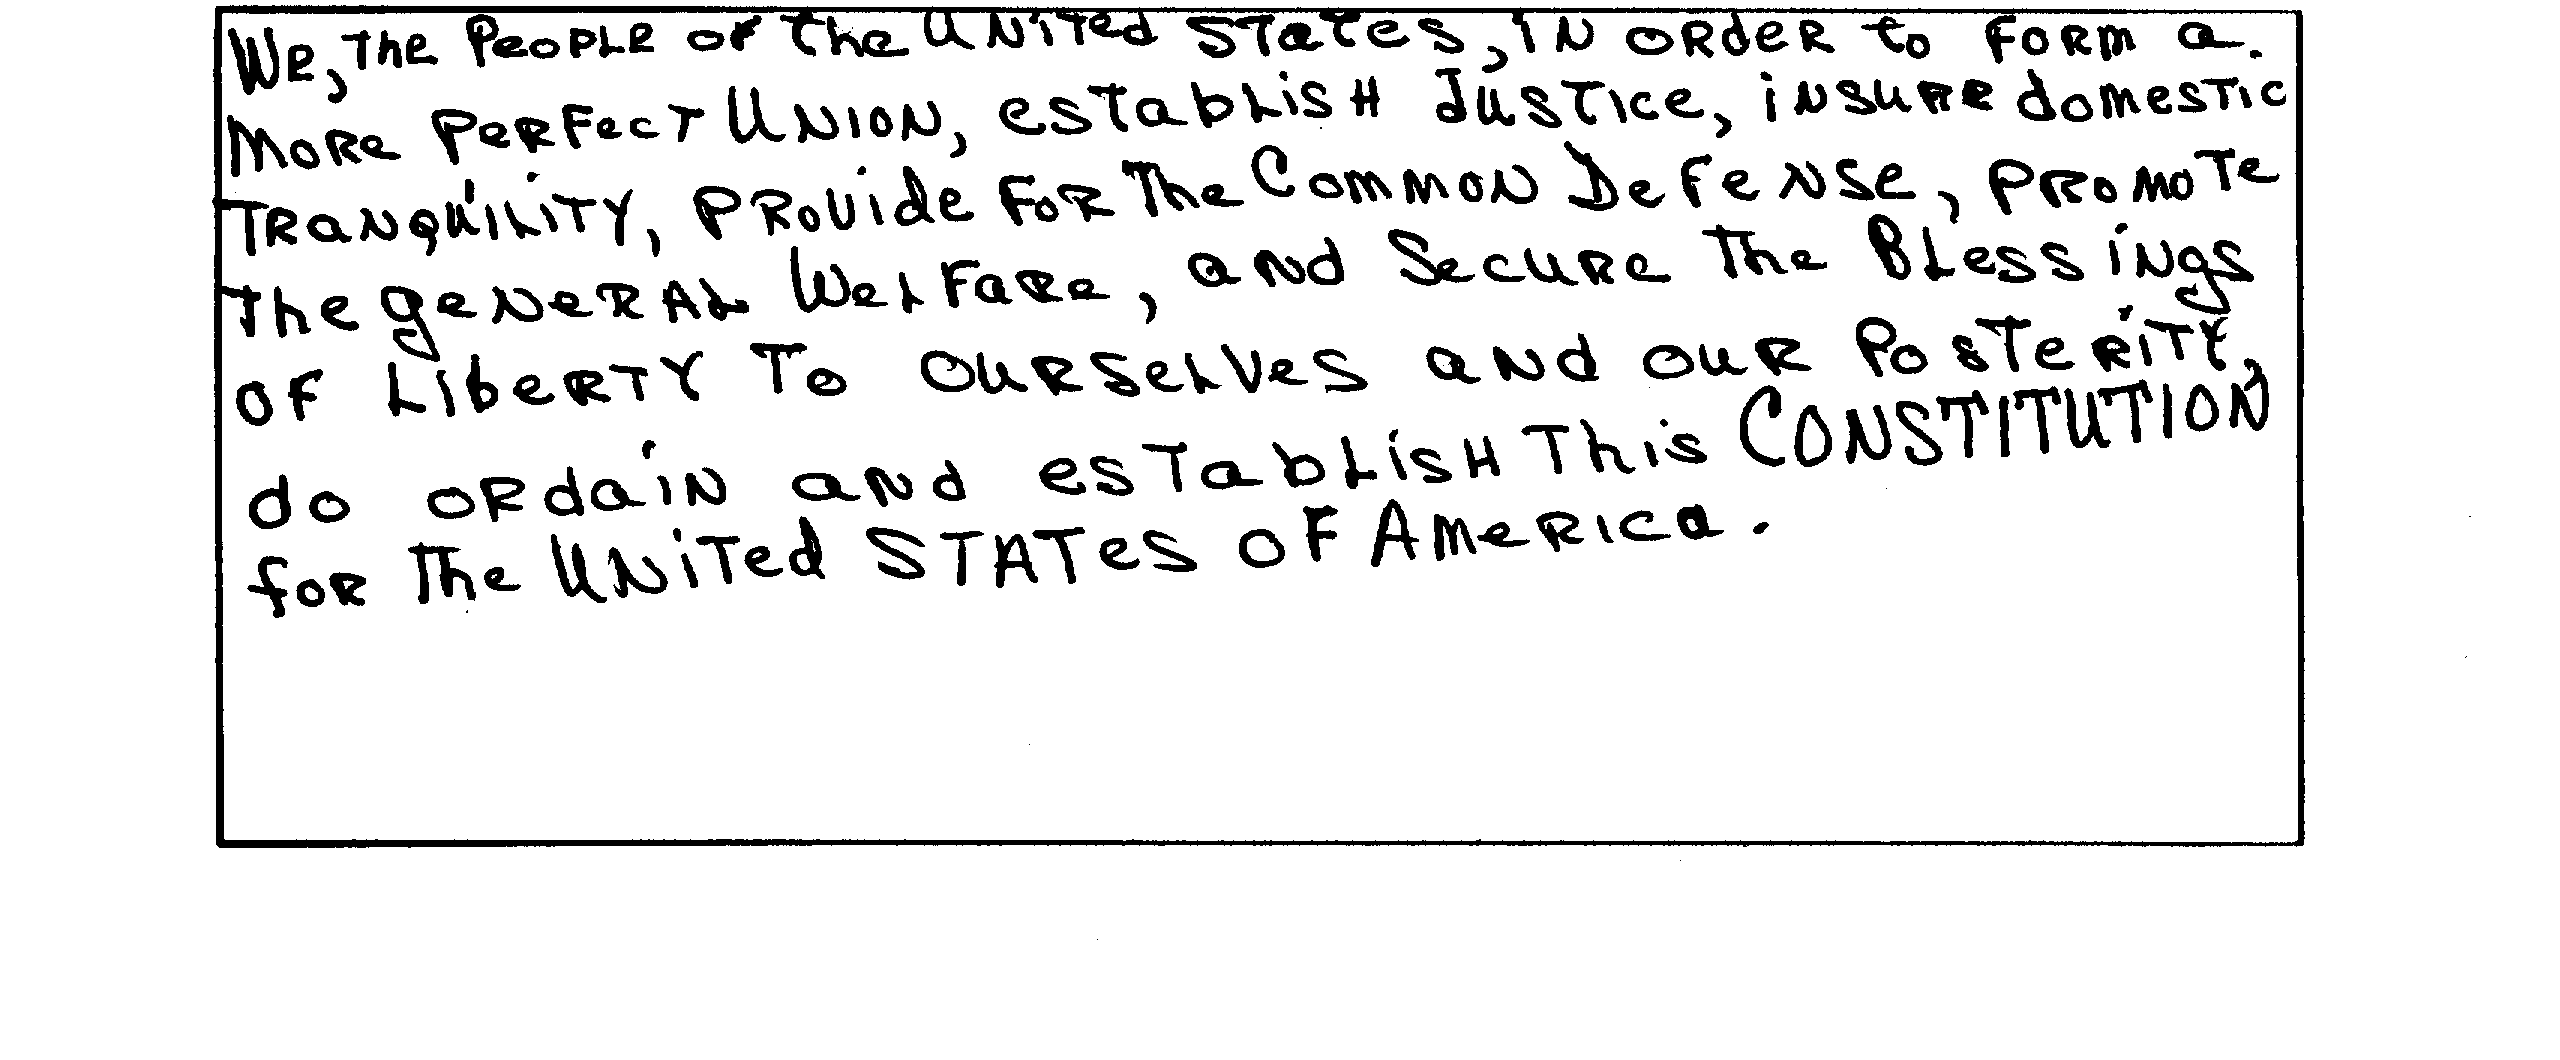 We, the People of the United States, in order to form a.
More perfect Union, establish Justice, insure domestic
Tranquility, provide for the Common Defense, promote
the general Welfare, and Secure the Blessings
of Liberty To ourselves and our Posterity,
do ordain and establish This CONSTITUTION
for the United STATes of America.